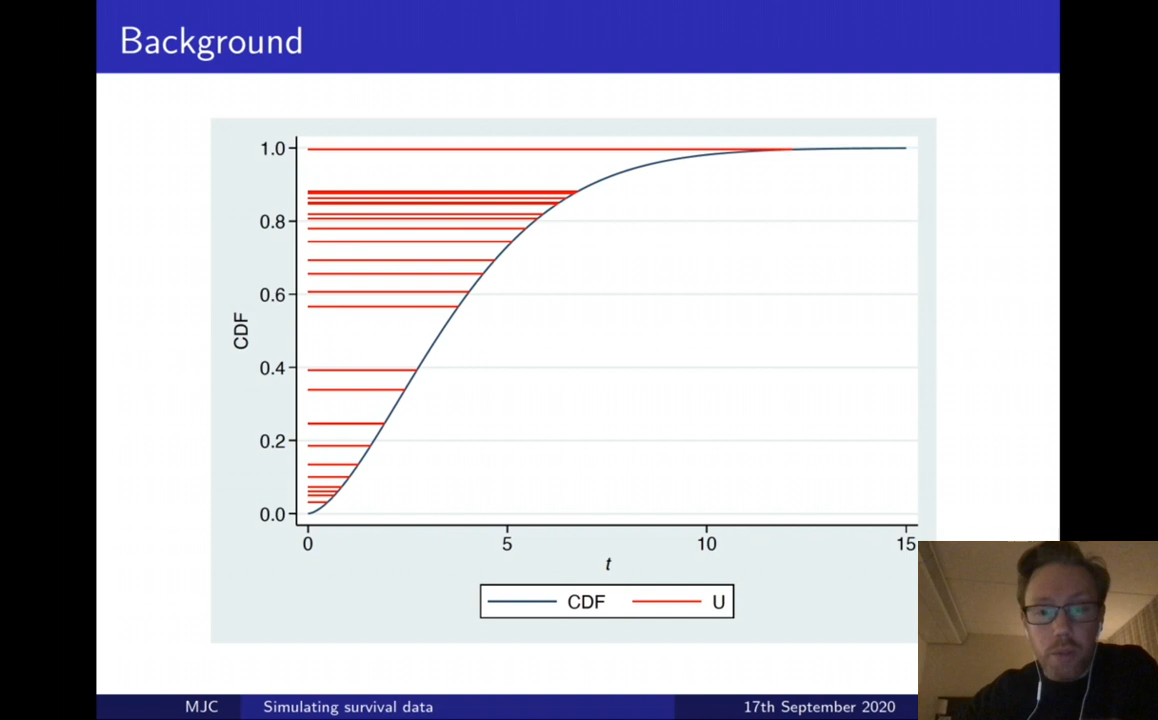 Background
1.0
0.8
0.6
0.4
0.2
0.0
CDF
0 5 10 15
t
CDF U
MJC Simulating survival data 17th September 2020